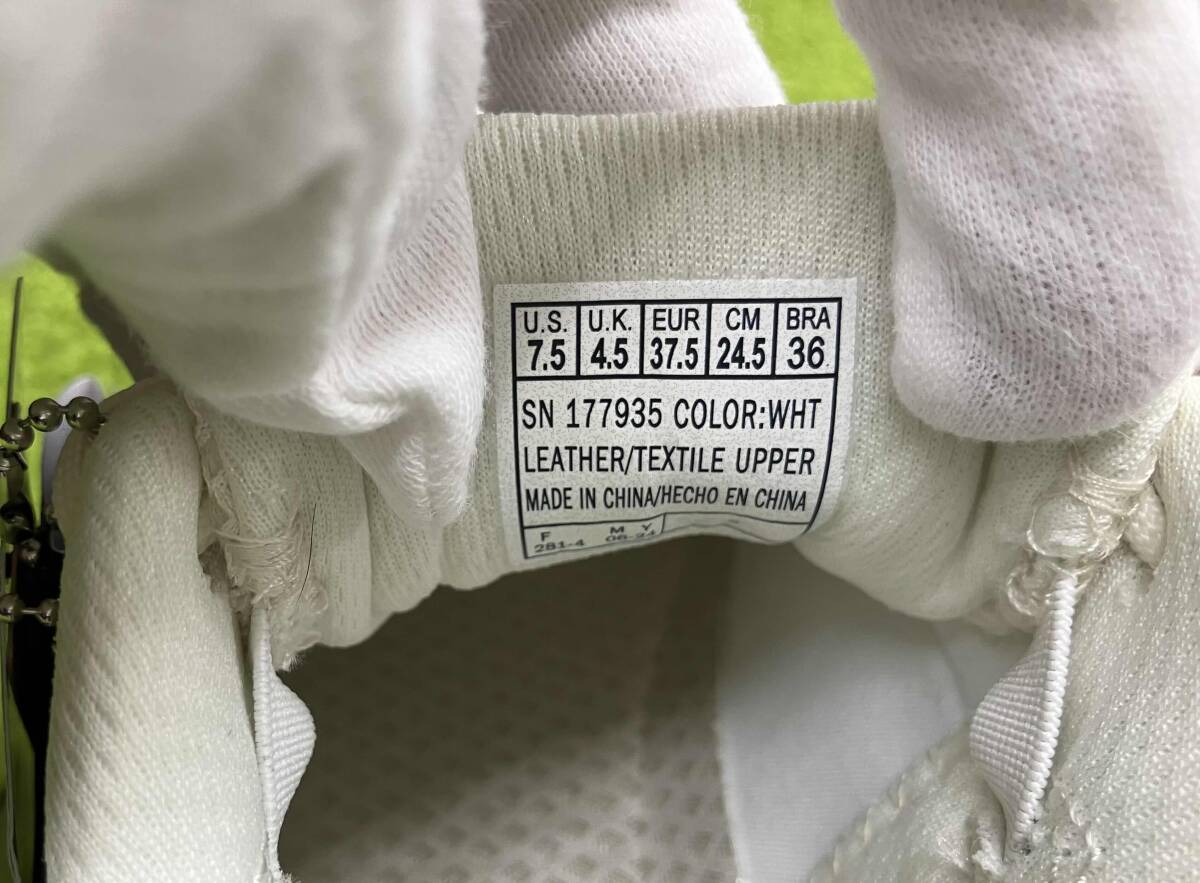 U.S. U.K. EUR CM BRA
7.5 4.5 37.5 24.5 36
SN 177935 COLOR:WHT
LEATHER/TEXTILE UPPER
MADE IN CHINA/HECHO EN CHINA
F M Y
281-4 06-24